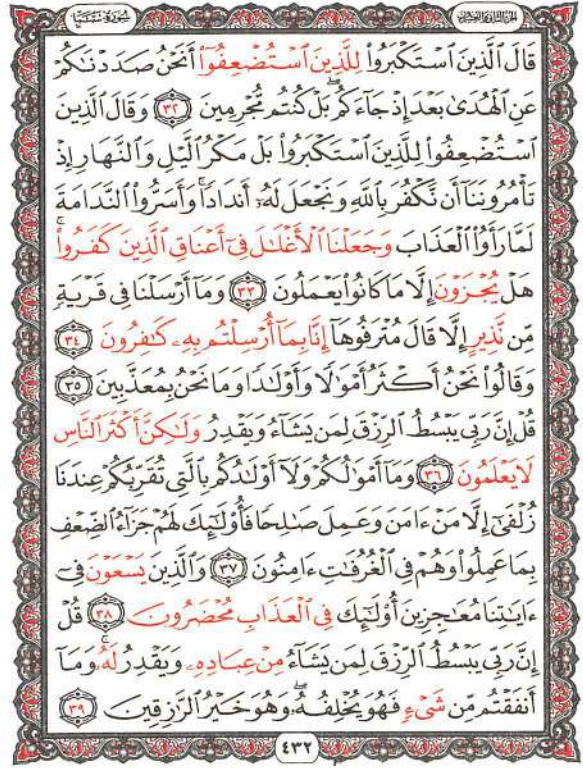 الجزء الثاني والعشرون
سورة سبإ
قَالَ ٱلَّذِينَ ٱسْتَكْبَرُوا۟ لِلَّذِينَ ٱسْتُضْعِفُوٓا۟ أَنَحْنُ صَدَدْنَٰكُمْ
عَنِ ٱلْهُدَىٰ بَعْدَ إِذْ جَآءَكُم ۖ بَلْ كُنتُم مُّجْرِمِينَ ٣٢ وَقَالَ ٱلَّذِينَ
ٱسْتُضْعِفُوا۟ لِلَّذِينَ ٱسْتَكْبَرُوا۟ بَلْ مَكْرُ ٱلَّيْلِ وَٱلنَّهَارِ إِذْ
تَأْمُرُونَنَآ أَن نَّكْفُرَ بِٱللَّهِ وَنَجْعَلَ لَهُۥٓ أَندَادًا ۚ وَأَسَرُّوا۟ ٱلنَّدَامَةَ
لَمَّا رَأَوُا۟ ٱلْعَذَابَ وَجَعَلْنَا ٱلْأَغْلَٰلَ فِىٓ أَعْنَاقِ ٱلَّذِينَ كَفَرُوا۟ ۚ
هَلْ يُجْزَوْنَ إِلَّا مَا كَانُوا۟ يَعْمَلُونَ ٣٣ وَمَآ أَرْسَلْنَا فِى قَرْيَةٍ
مِّن نَّذِيرٍ إِلَّا قَالَ مُتْرَفُوهَآ إِنَّا بِمَآ أُرْسِلْتُم بِهِۦ كَٰفِرُونَ ٣٤
وَقَالُوا۟ نَحْنُ أَكْثَرُ أَمْوَٰلًا وَأَوْلَٰدًا وَمَا نَحْنُ بِمُعَذَّبِينَ ٣٥
قُلْ إِنَّ رَبِّى يَبْسُطُ ٱلرِّزْقَ لِمَن يَشَآءُ وَيَقْدِرُ وَلَٰكِنَّ أَكْثَرَ ٱلنَّاسِ
لَا يَعْلَمُونَ ٣٦ وَمَآ أَمْوَٰلُكُمْ وَلَآ أَوْلَٰدُكُم بِٱلَّتِى تُقَرِّبُكُمْ عِندَنَا
زُلْفَىٰٓ إِلَّا مَنْ ءَامَنَ وَعَمِلَ صَٰلِحًا فَأُو۟لَٰٓئِكَ لَهُمْ جَزَآءُ ٱلضِّعْفِ
بِمَا عَمِلُوا۟ وَهُمْ فِى ٱلْغُرُفَٰتِ ءَامِنُونَ ٣٧ وَٱلَّذِينَ يَسْعَوْنَ فِىٓ
ءَايَٰتِنَا مُعَٰجِزِينَ أُو۟لَٰٓئِكَ فِى ٱلْعَذَابِ مُحْضَرُونَ ٣٨ قُلْ
إِنَّ رَبِّى يَبْسُطُ ٱلرِّزْقَ لِمَن يَشَآءُ مِنْ عِبَادِهِۦ وَيَقْدِرُ لَهُۥ ۚ وَمَآ
أَنفَقْتُم مِّن شَىْءٍ فَهُوَ يُخْلِفُهُۥ ۖ وَهُوَ خَيْرُ ٱلرَّٰزِقِينَ ٣٩
٤٣٢